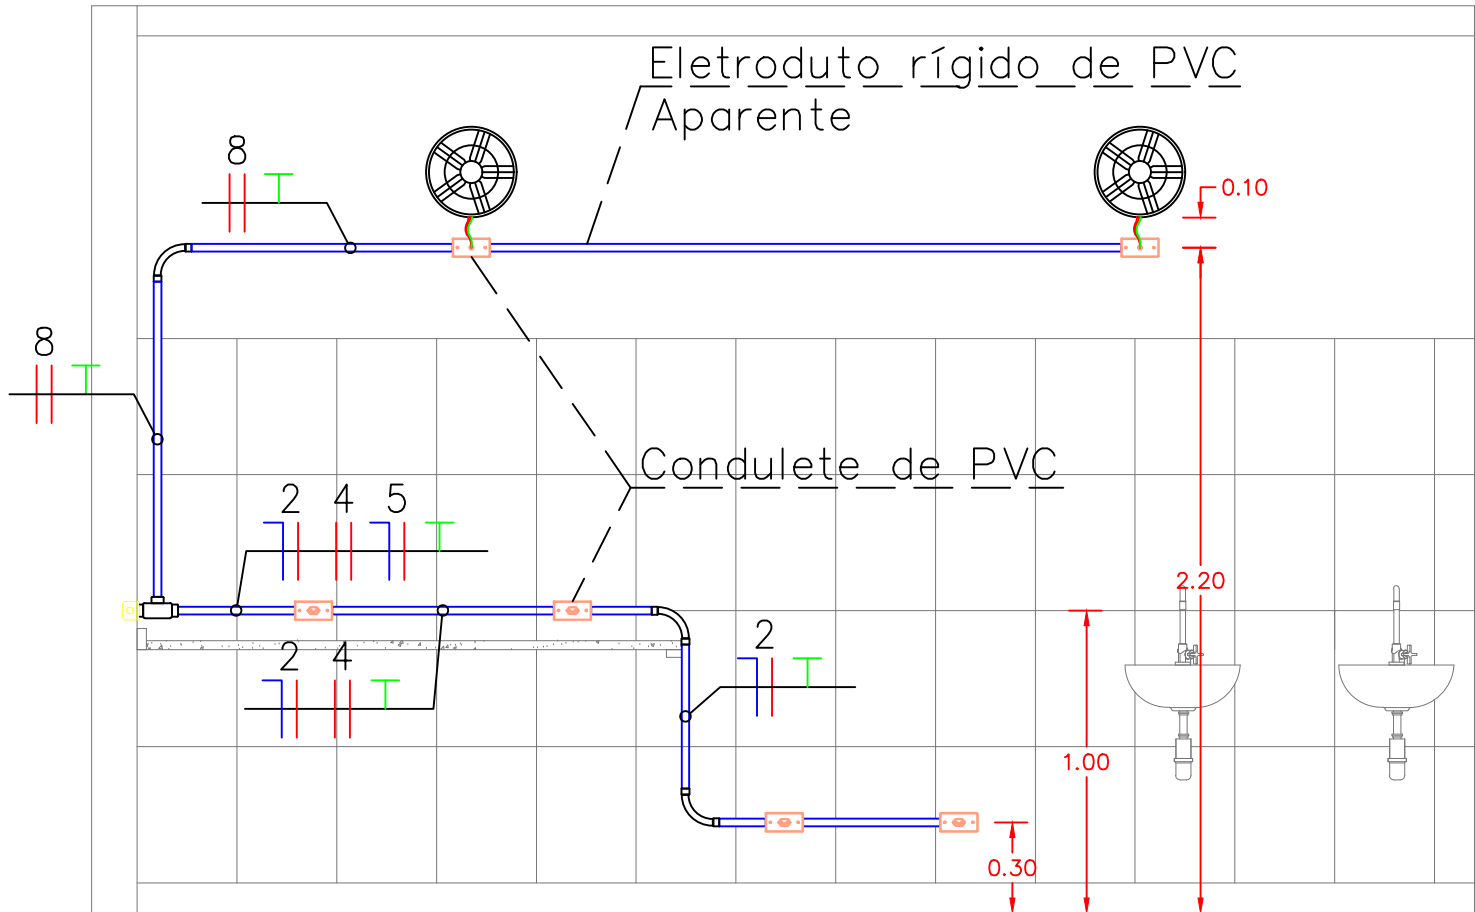 Eletroduto rígido de PVC
Aparente
8
0.10
8
Condulete de PVC
2 4 5
2.20
2 4
2
1.00
0.30